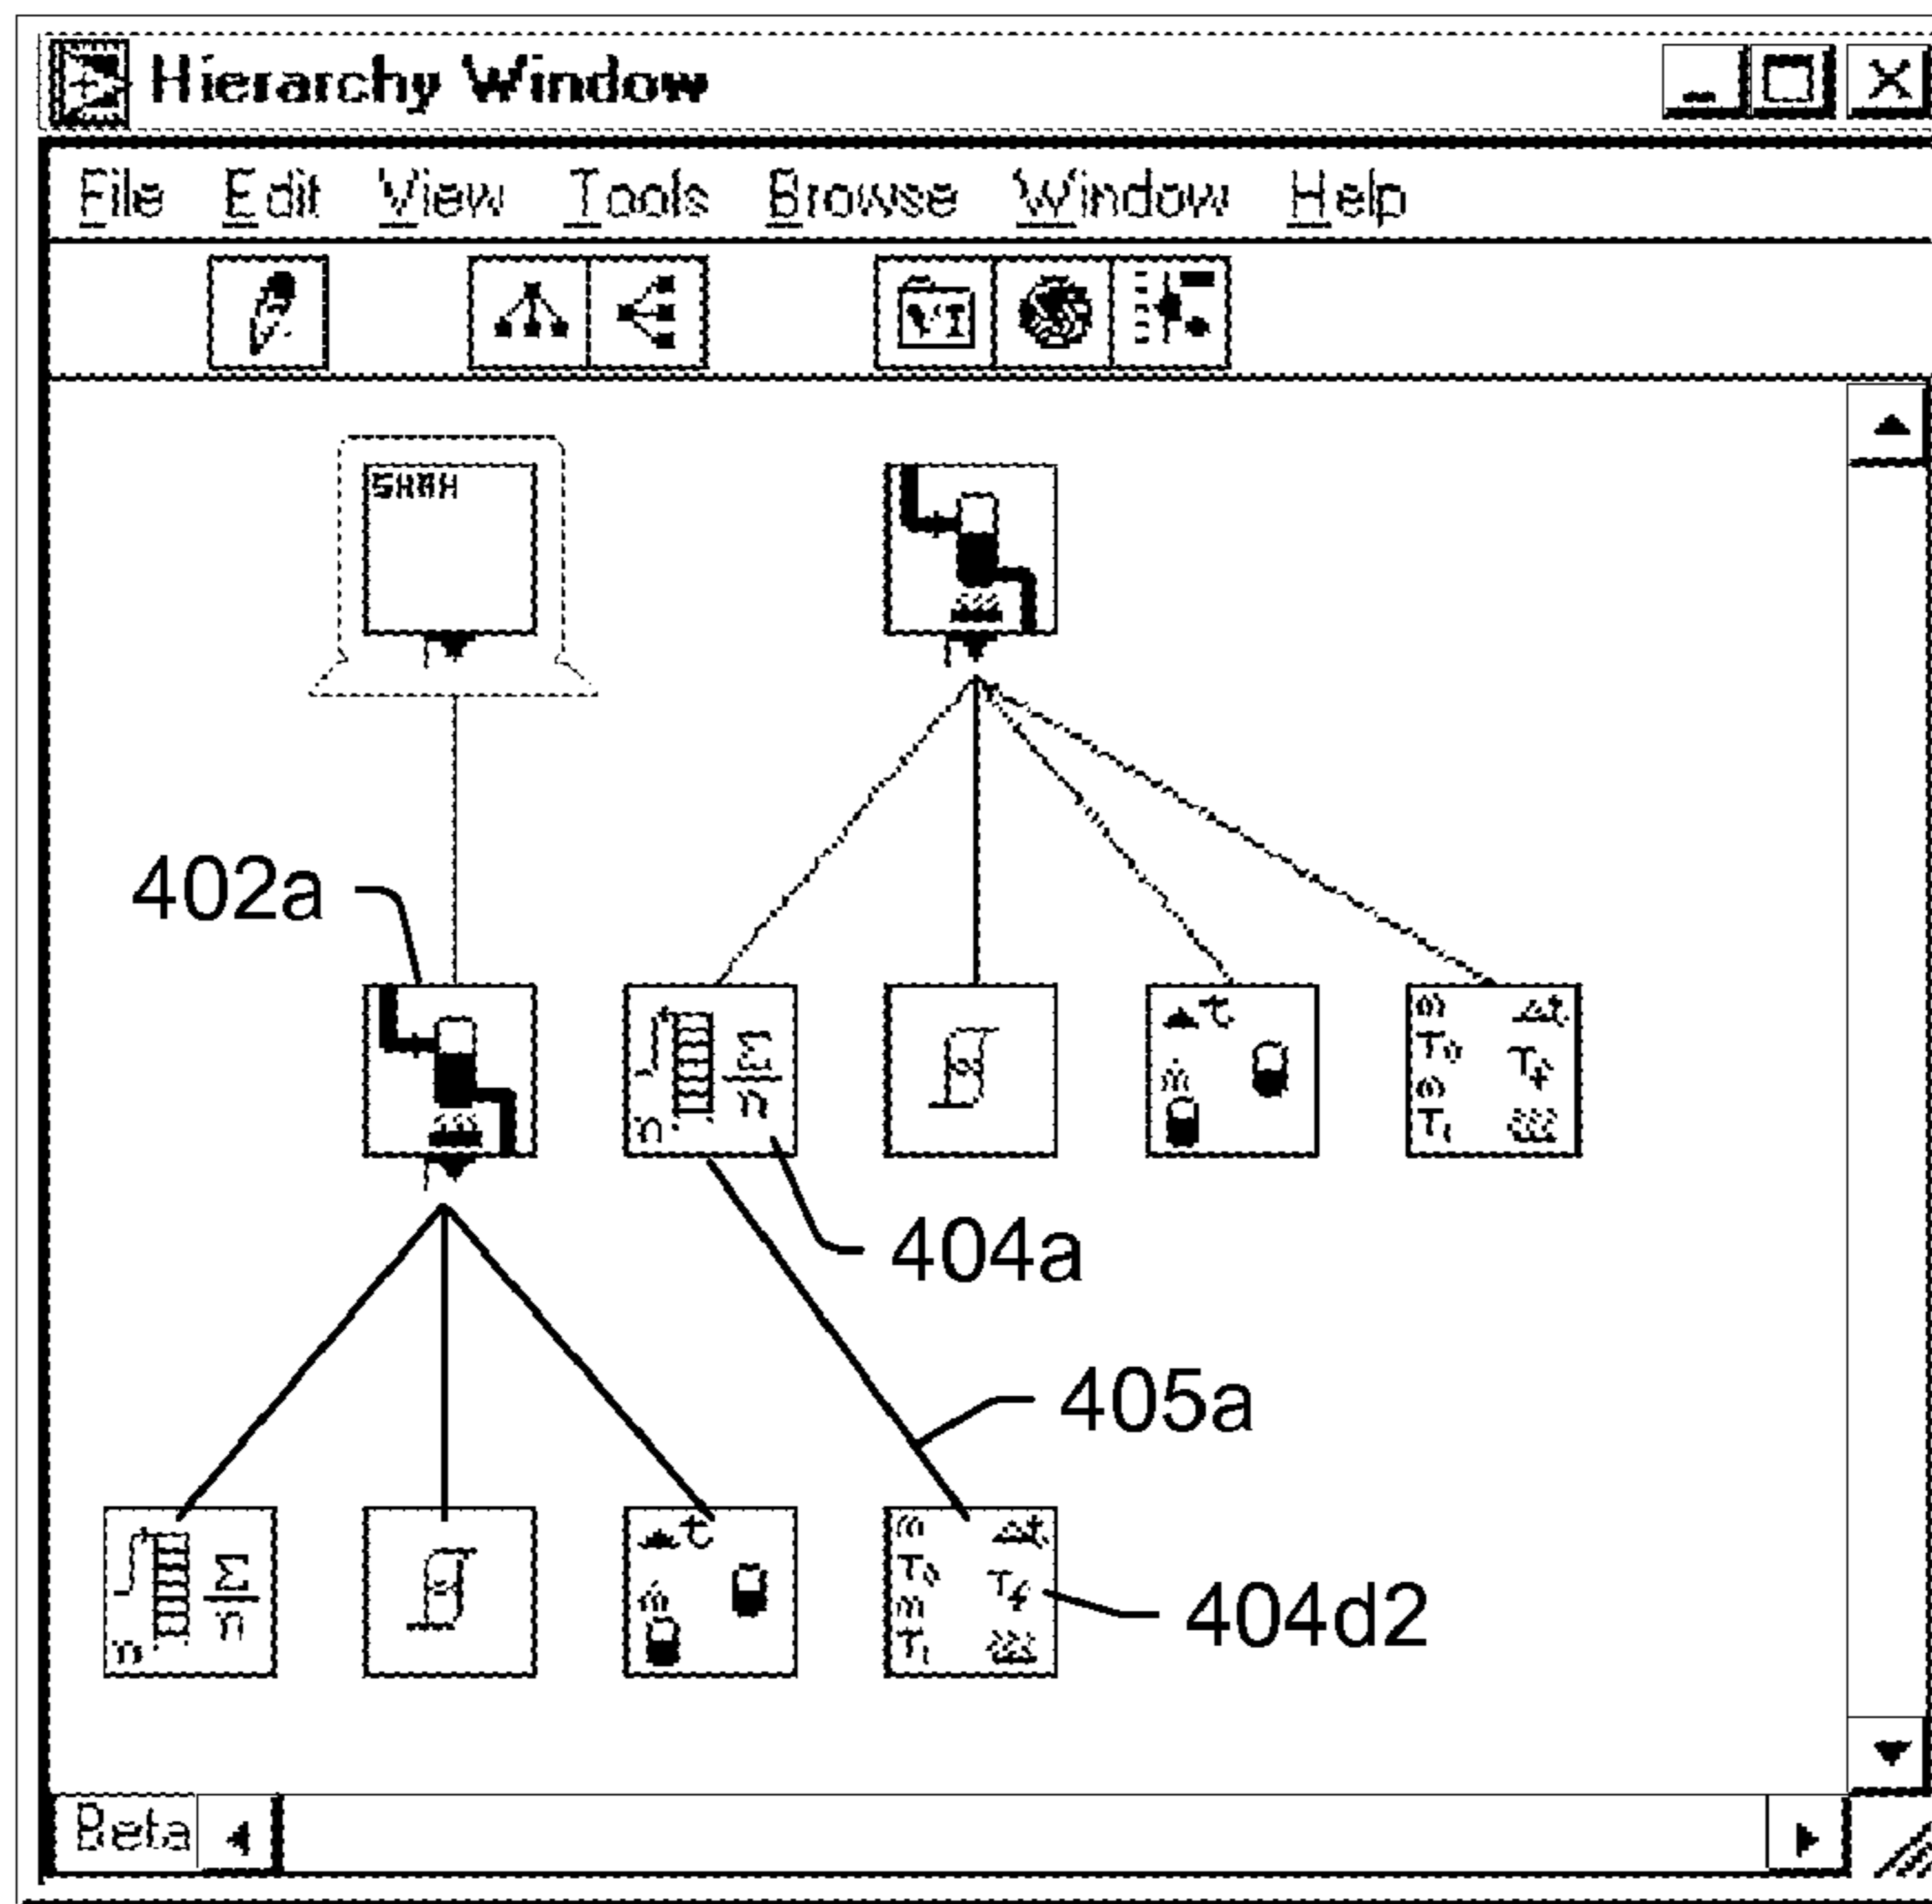 Hierarchy Window
File Edit View Tools Browse Window Help
VI
402a
404a
405a
404d2
Beta